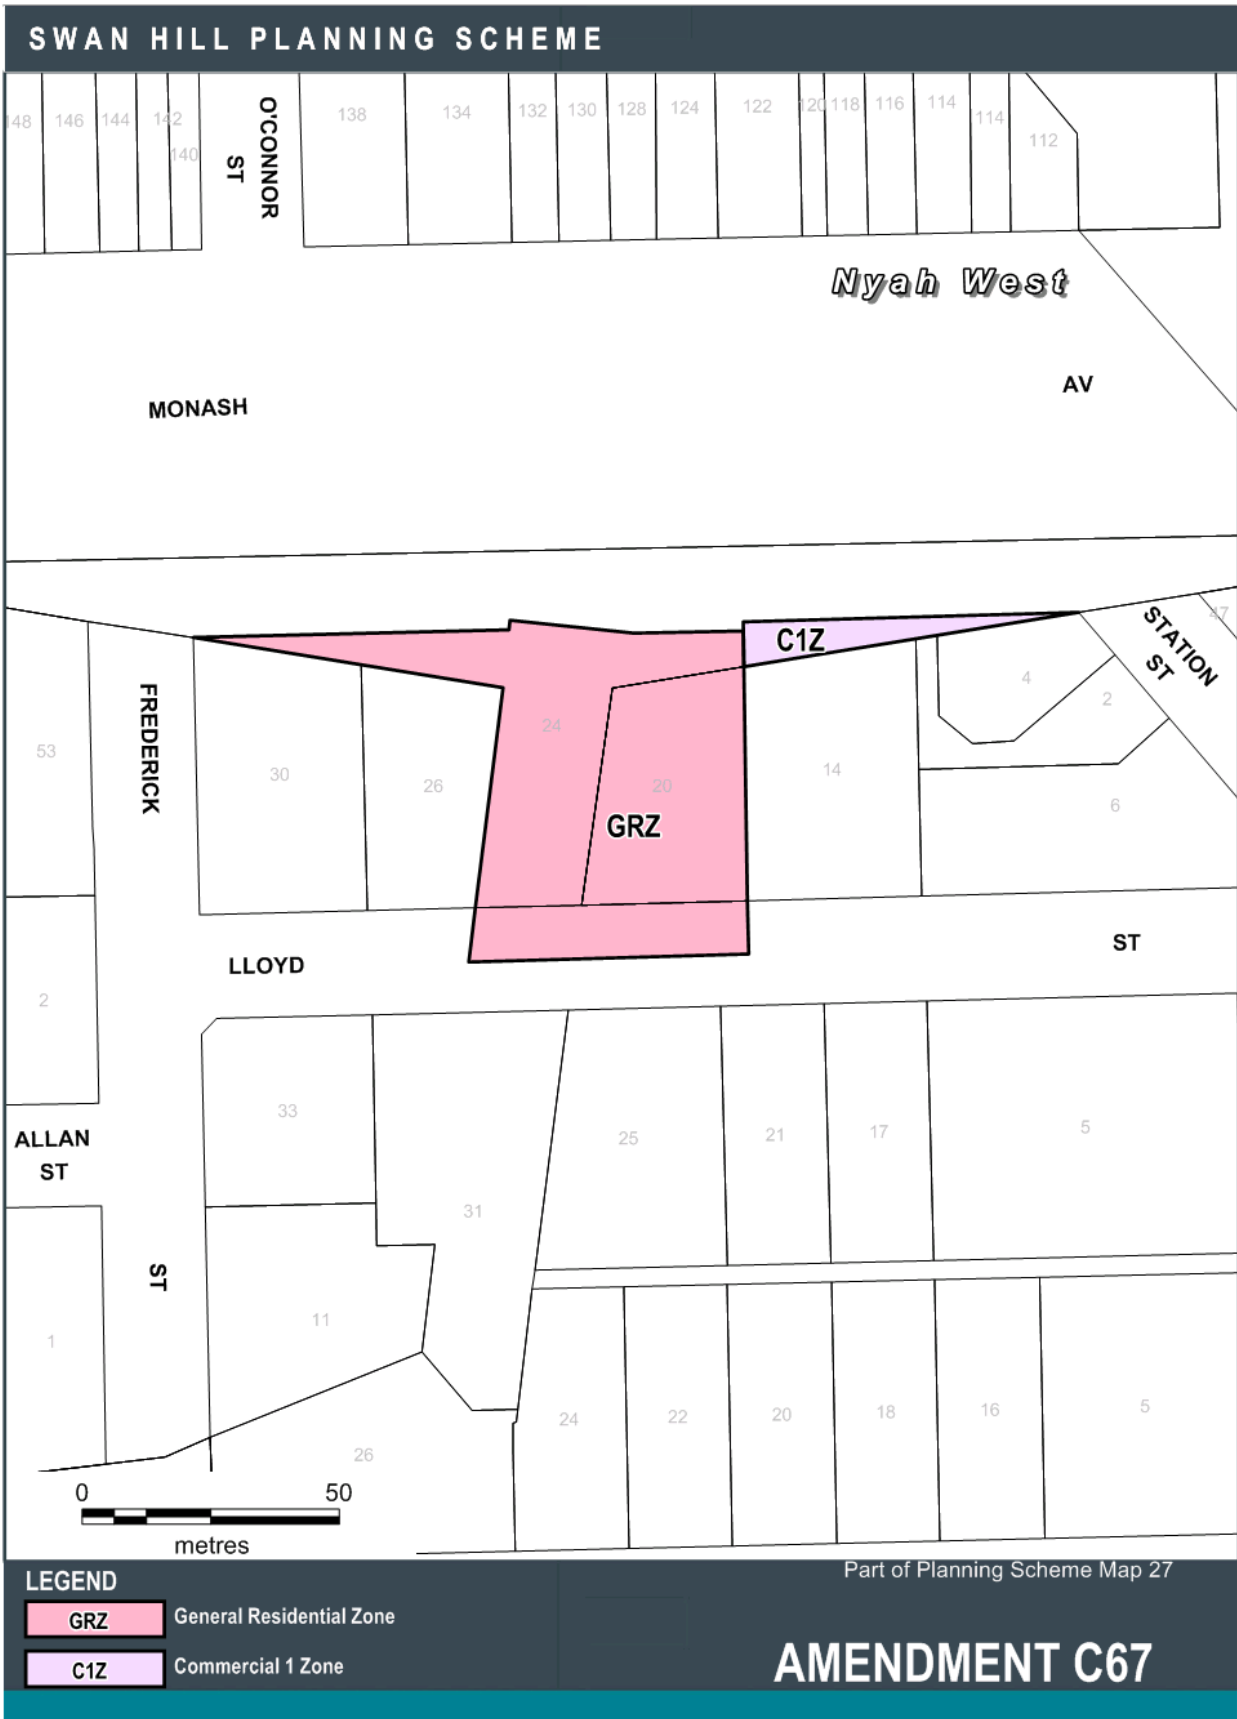 SWAN HILL PLANNING SCHEME
148
146
144
142
140
O'CONNOR
ST
138
134
132
130
128
124
122
120
118
116
114
114
112
Nyah West
MONASH
AV
C1Z
STATION
ST
47
53
FREDERICK
30
26
24
20
GRZ
14
4
2
6
LLOYD
ST
2
33
25
21
17
5
ALLAN
ST
31
ST
1
11
26
24
22
20
18
16
5
0 50
metres
Part of Planning Scheme Map 27
LEGEND
GRZ General Residential Zone
C1Z Commercial 1 Zone
AMENDMENT C67